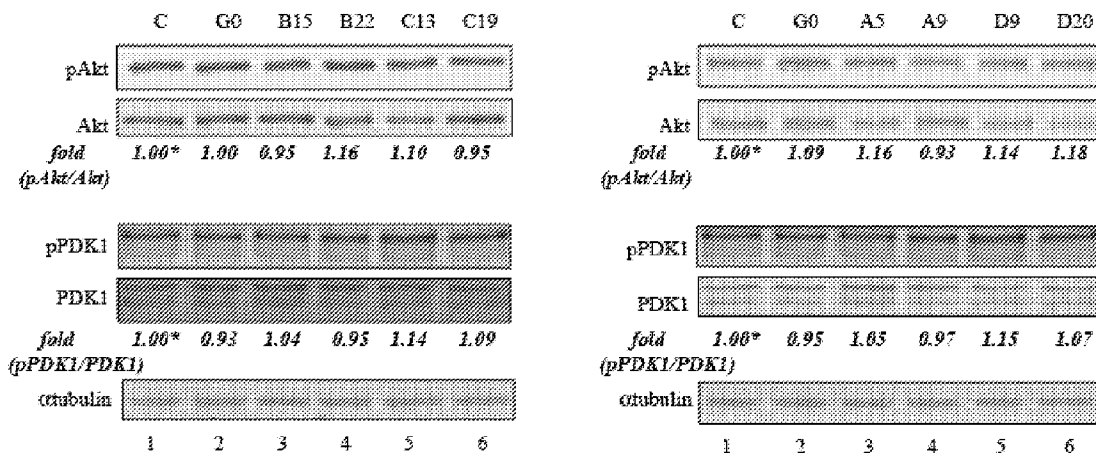 C G0 B15 B22 C13 C19
pAkt
Akt
fold 1.00* 1.00 0.95 1.16 1.10 0.95
(pAkt/Akt)
pPDK1
PDK1
fold 1.00* 0.93 1.04 0.95 1.14 1.09
(pPDK1/PDK1)
αtubulin
1 2 3 4 5 6
C G0 A5 A9 D9 D20
pAkt
Akt
fold 1.00* 1.09 1.16 0.93 1.14 1.18
(pAkt/Akt)
pPDK1
PDK1
fold 1.00* 0.95 1.05 0.97 1.15 1.07
(pPDK1/PDK1)
αtubulin
1 2 3 4 5 6